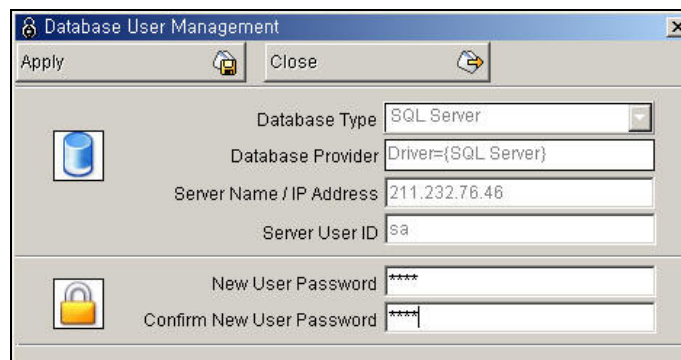 Database User Management
Apply Close
Database Type SQL Server
Database Provider Driver={SQL Server}
Server Name / IP Address 211.232.76.46
Server User ID sa
New User Password ****
Confirm New User Password ****